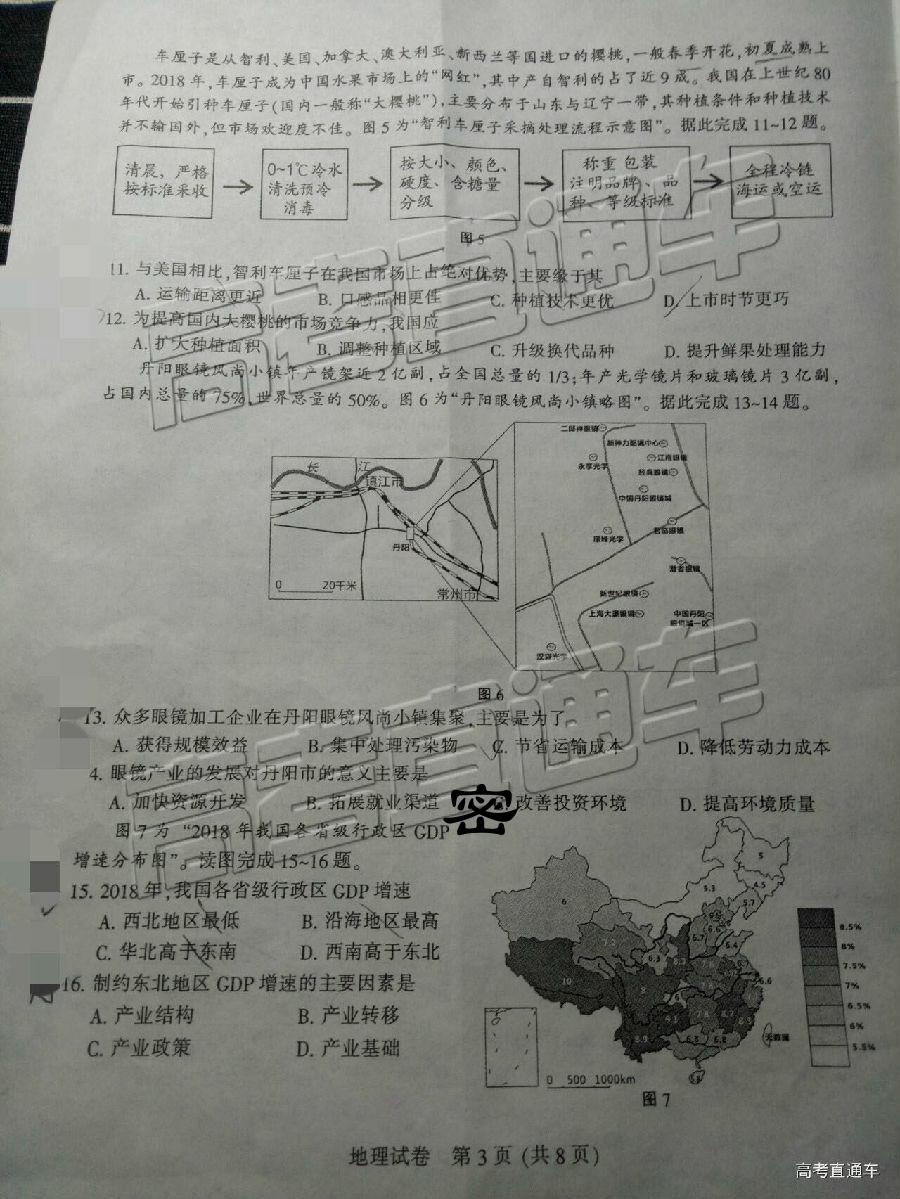 车厘子是从智利、美国、加拿大、澳大利亚、新西兰等国进口的樱桃，一般春季开花，初夏成熟上
市。2018年，车厘子成为中国水果市场上的“网红”，其中产自智利的占了近9成。我国在上世纪80
年代开始引种车厘子(国内一般称“大樱桃”)，主要分布于山东与辽宁一带，其种植条件和种植技术
并不输国外，但市场欢迎度不佳。图5为“智利车厘子采摘处理流程示意图”。据此完成11~12题。
清晨，严格
按标准采收
0~1℃冷水
清洗预冷
消毒
按大小、颜色、
硬度、含糖量
分级
称重 包装
注明品牌、品
种、等级标准
全程冷链
海运或空运
图5
11. 与美国相比，智利车厘子在我国市场上占绝对优势，主要缘于其
A. 运输距离更近 B. 口感品相更佳 C. 种植技术更优 D. 上市时节更巧
12. 为提高国内大樱桃的市场竞争力，我国应
A. 扩大种植面积 B. 调整种植区域 C. 升级换代品种 D. 提升鲜果处理能力
丹阳眼镜风尚小镇年产镜架近2亿副，占全国总量的1/3；年产光学镜片和玻璃镜片3亿副，
占国内总量的75%、世界总量的50%。图6为“丹阳眼镜风尚小镇略图”。据此完成13~14题。
长 江
镇江市
丹阳
常州市
0 20千米
二郎神眼镜
新神力配镜中心
永享光学
江南眼镜
中国丹阳眼镜城
新世纪眼镜
上海大康眼镜
中国丹阳
汉森光学
图6
13. 众多眼镜加工企业在丹阳眼镜风尚小镇集聚，主要是为了
A. 获得规模效益 B. 集中处理污染物 C. 节省运输成本 D. 降低劳动力成本
4. 眼镜产业的发展对丹阳市的意义主要是
A. 加快资源开发 B. 拓展就业渠道 改善投资环境 D. 提高环境质量
密
图7为“2018年我国各省级行政区GDP
增速分布图”。读图完成15~16题。
15. 2018年，我国各省级行政区GDP增速
A. 西北地区最低 B. 沿海地区最高
C. 华北高于东南 D. 西南高于东北
16. 制约东北地区GDP增速的主要因素是
A. 产业结构 B. 产业转移
C. 产业政策 D. 产业基础
5
5.3
4.5
5.7
6
10
6.6
无数据
8.5%
8%
7.5%
7%
6.5%
6%
5.5%
0 500 1000km
图7
地理试卷 第3页（共8页）
高考直通车
高考直通车
高考直通车